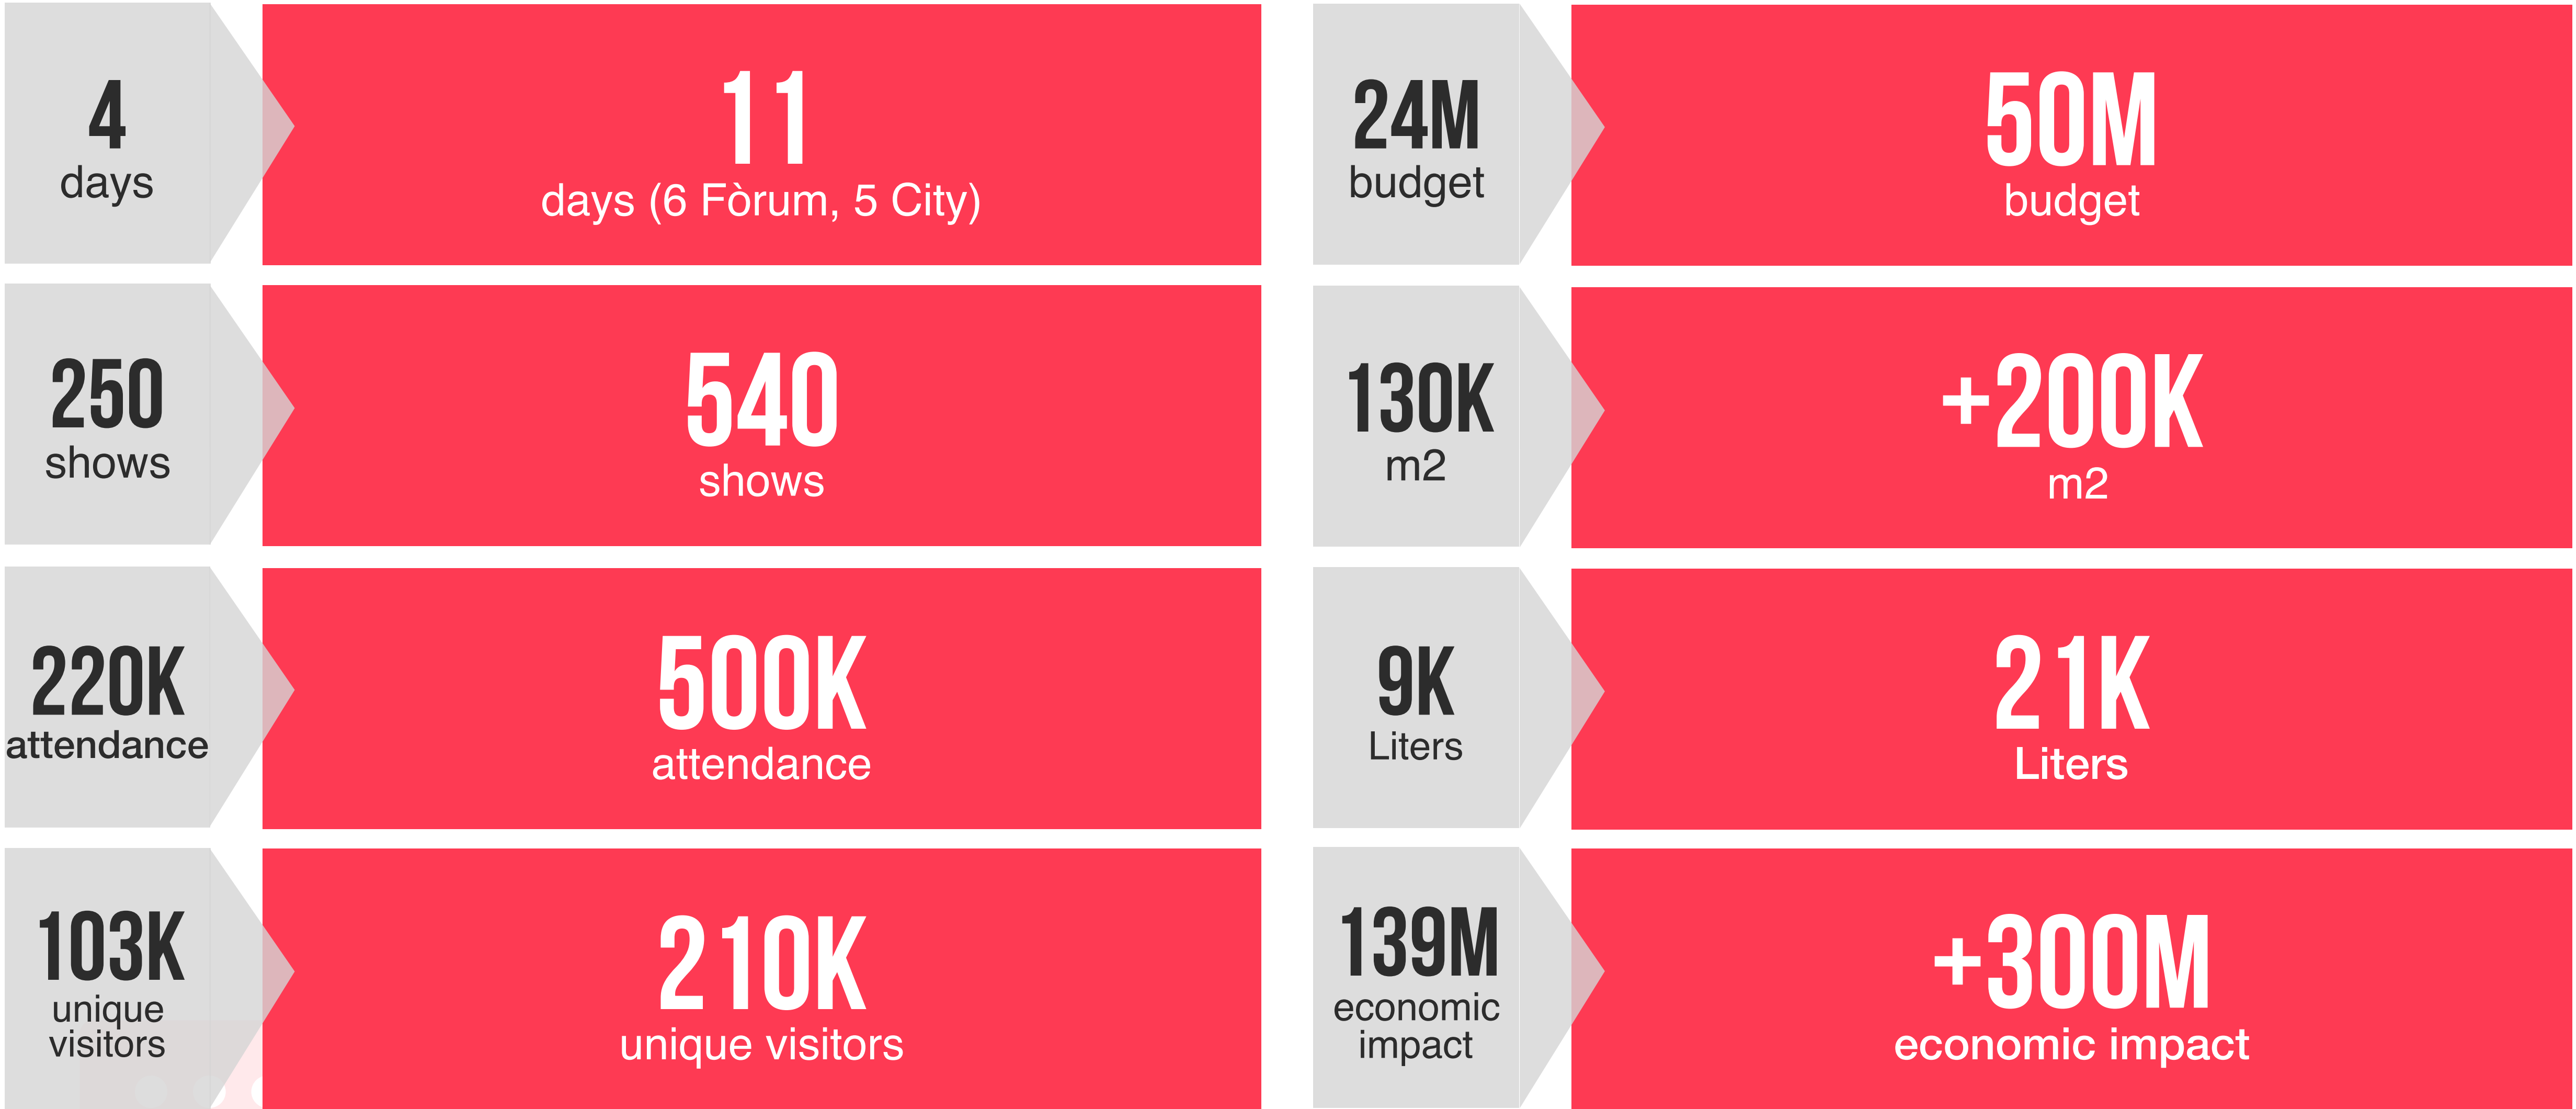 4
days
11
days (6 Fòrum, 5 City)
24M
budget
50M
budget
250
shows
540
shows
130K
m2
+200K
m2
220K
attendance
500K
attendance
9K
Liters
21K
Liters
103K
unique
visitors
210K
unique visitors
139M
economic
impact
+300M
economic impact